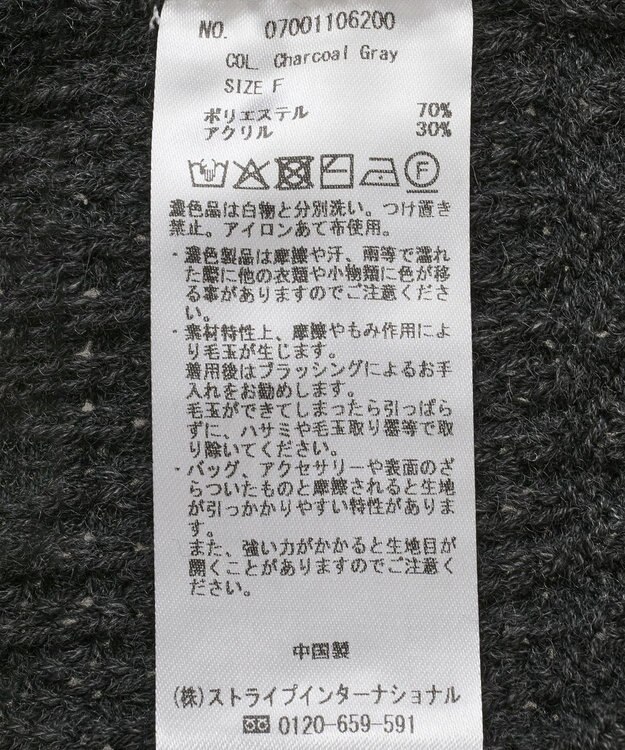 NO. 07001106200
COL. Charcoal Gray
SIZE F
ポリエステル 70%
アクリル 30%
F
濃色品は白物と分別洗い。つけ置き
禁止。アイロンあて布使用。
・濃色製品は摩擦や汗、雨等で濡れ
た際に他の衣類や小物類に色が移
る事がありますのでご注意くださ
い。
・素材特性上、摩擦やもみ作用によ
り毛玉が生じます。
着用後はブラッシングによるお手
入れをお勧めします。
毛玉ができてしまったら引っぱら
ずに、ハサミや毛玉取り器等で取
り除いてください。
・バッグ、アクセサリーや表面のざ
らついたものと摩擦されると生地
が引っかかりやすい特性がありま
す。
また、強い力がかかると生地目が
開くことがありますのでご注意く
ださい。
中国製
(株)ストライプインターナショナル
0120-659-591